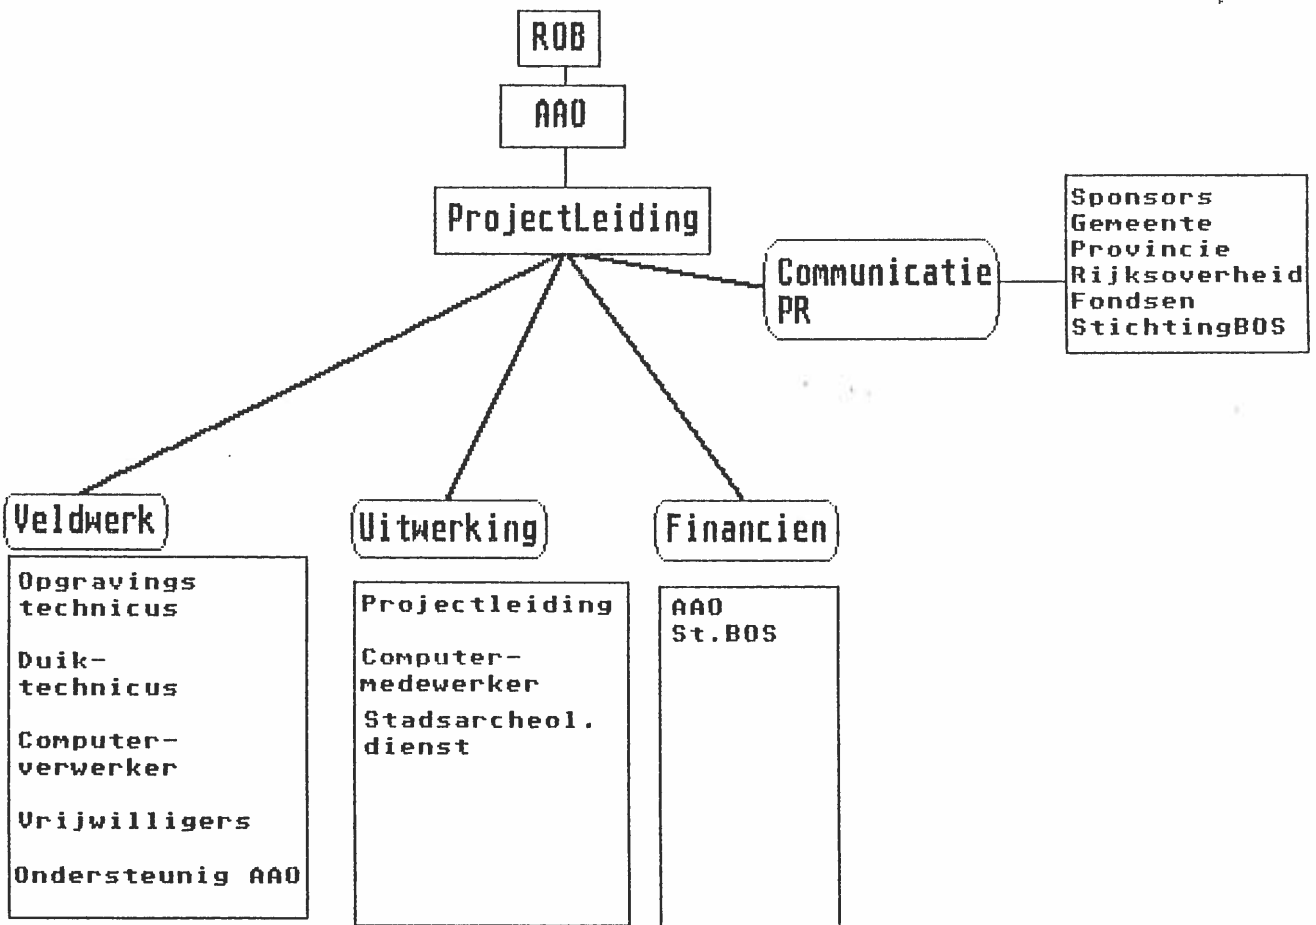 ROB
AAO
ProjectLeiding
Communicatie
PR
Sponsors
Gemeente
Provincie
Rijksoverheid
Fondsen
StichtingBOS
Veldwerk
Opgravings
technicus
Duik-
technicus
Computer-
verwerker
Vrijwilligers
Ondersteunig AAO
Uitwerking
Projectleiding
Computer-
medewerker
Stadsarcheol.
dienst
Financien
AAO
St.BOS